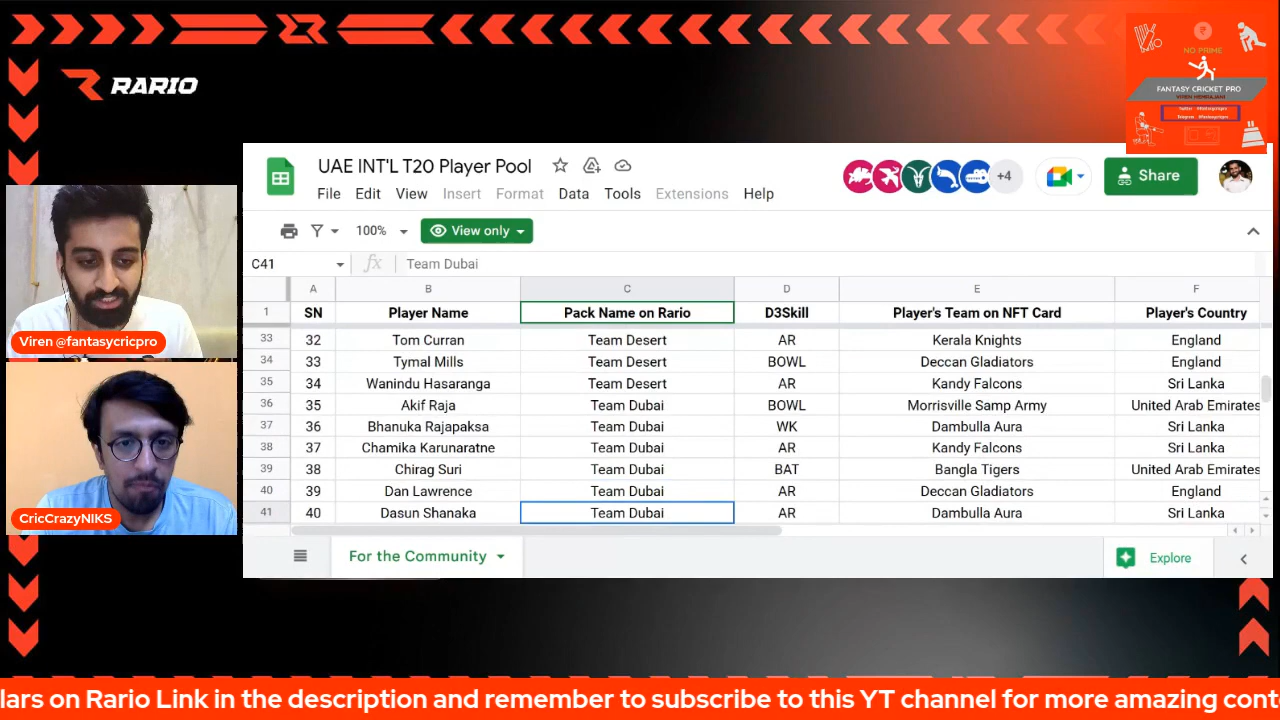 RARIO
NO PRIME
FANTASY CRICKET PRO
VIREN HEMRAJANI
UAE INT'L T20 Player Pool
+4
Share
File Edit View Insert Format Data Tools Extensions Help
100% View only
C41 fx Team Dubai
A B C D E F
1 SN Player Name Pack Name on Rario D3Skill Player's Team on NFT Card Player's Country
33 32 Tom Curran Team Desert AR Kerala Knights England
34 33 Tymal Mills Team Desert BOWL Deccan Gladiators England
35 34 Wanindu Hasaranga Team Desert AR Kandy Falcons Sri Lanka
36 35 Akif Raja Team Dubai BOWL Morrisville Samp Army United Arab Emirates
37 36 Bhanuka Rajapaksa Team Dubai WK Dambulla Aura Sri Lanka
38 37 Chamika Karunaratne Team Dubai AR Kandy Falcons Sri Lanka
39 38 Chirag Suri Team Dubai BAT Bangla Tigers United Arab Emirates
40 39 Dan Lawrence Team Dubai AR Deccan Gladiators England
41 40 Dasun Shanaka Team Dubai AR Dambulla Aura Sri Lanka
For the Community
Explore
Viren @fantasycricpro
CricCrazyNIKS
lars on Rario Link in the description and remember to subscribe to this YT channel for more amazing cont